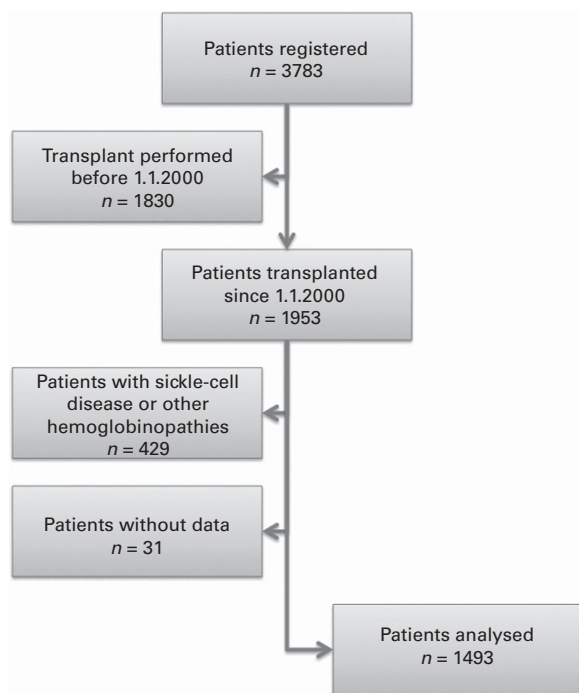 Patients registered
n = 3783
Transplant performed
before 1.1.2000
n = 1830
Patients transplanted
since 1.1.2000
n = 1953
Patients with sickle-cell
disease or other
hemoglobinopathies
n = 429
Patients without data
n = 31
Patients analysed
n = 1493